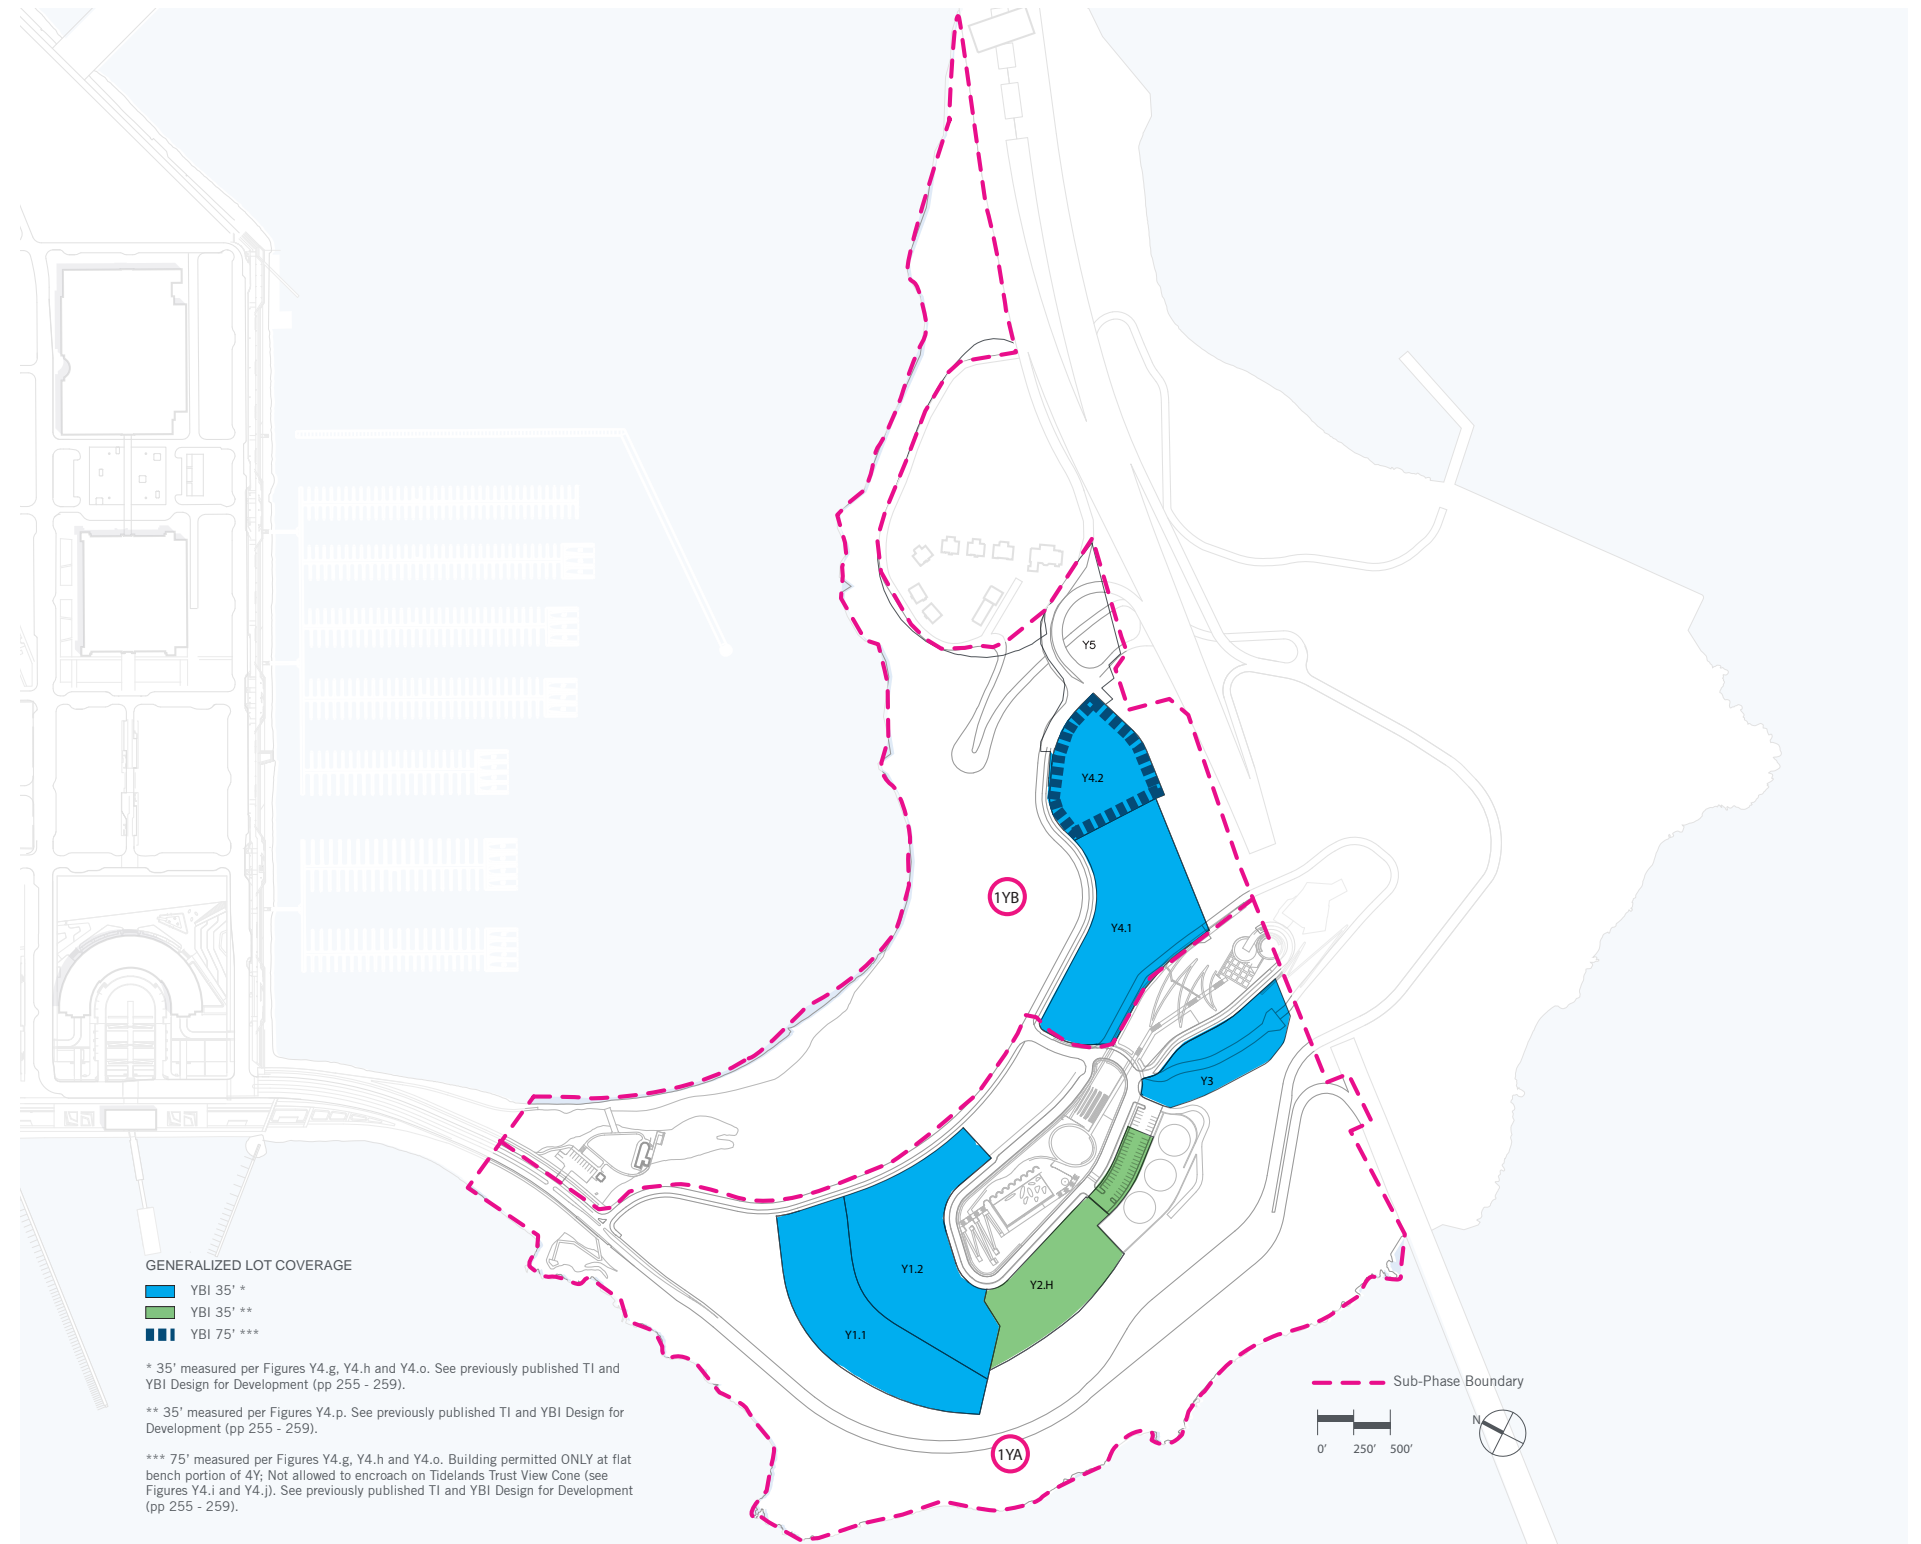 Y5
Y4.2
1YB
Y4.1
Y3
Y1.2
Y2.H
Y1.1
1YA
GENERALIZED LOT COVERAGE
YBI 35' *
YBI 35' **
YBI 75' ***
* 35' measured per Figures Y4.g, Y4.h and Y4.o. See previously published TI and
YBI Design for Development (pp 255 - 259).
** 35' measured per Figures Y4.p. See previously published TI and YBI Design for
Development (pp 255 - 259).
*** 75' measured per Figures Y4.g, Y4.h and Y4.o. Building permitted ONLY at flat
bench portion of 4Y; Not allowed to encroach on Tidelands Trust View Cone (see
Figures Y4.i and Y4.j). See previously published TI and YBI Design for Development
(pp 255 - 259).
Sub-Phase Boundary
0' 250' 500'
N